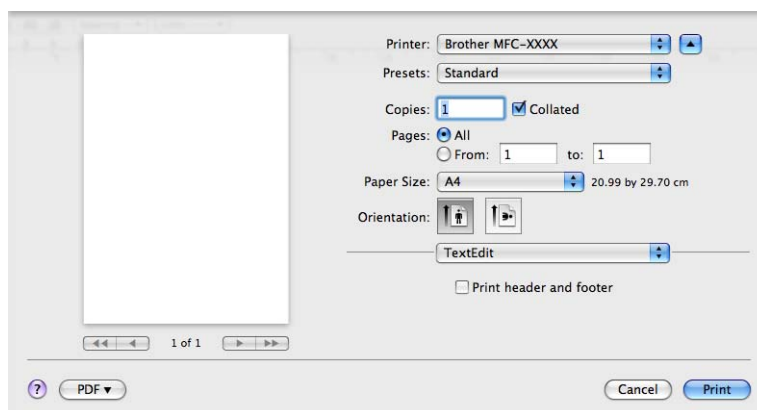 Printer: Brother MFC-XXXX
Presets: Standard
Copies: 1 Collated
Pages: All
From: 1 to: 1
Paper Size: A4 20.99 by 29.70 cm
Orientation:
TextEdit
Print header and footer
1 of 1
? PDF Cancel Print